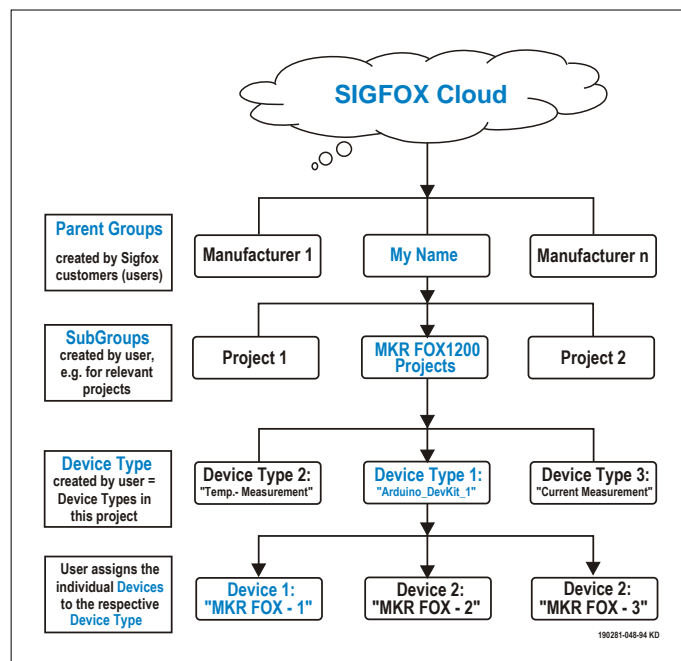 SIGFOX Cloud
Parent Groups
created by Sigfox
customers (users)
Manufacturer 1
My Name
Manufacturer n
SubGroups
created by user,
e.g. for relevant
projects
Project 1
MKR FOX1200
Projects
Project 2
Device Type
created by user =
Device Types in
this project
Device Type 2:
"Temp.- Measurement"
Device Type 1:
"Arduino_DevKit_1"
Device Type 3:
"Current Measurement"
User assigns the
individual Devices
to the respective
Device Type
Device 1:
"MKR FOX - 1"
Device 2:
"MKR FOX - 2"
Device 2:
"MKR FOX - 3"
190281-048-94 KD